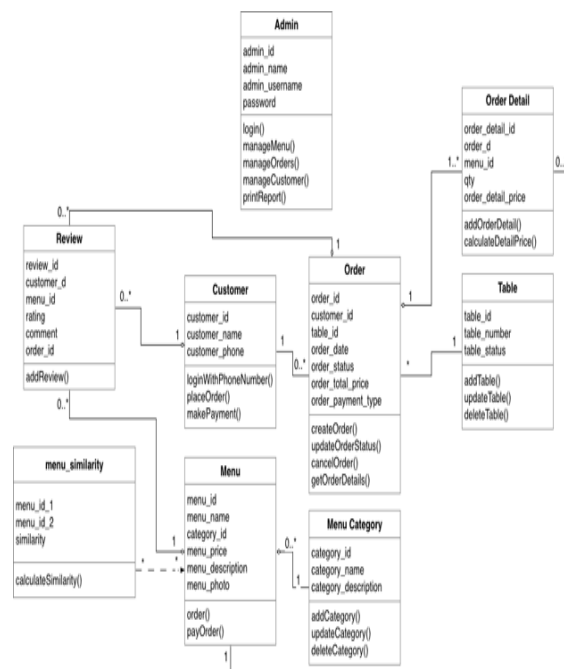 Admin
admin_id
admin_name
admin_username
password
login()
manageMenu()
manageOrders()
manageCustomer()
printReport()
Order Detail
order_detail_id
order_d
menu_id
qty
order_detail_price
addOrderDetail()
calculateDetailPrice()
1..*
0..
0..*
1
Review
review_id
customer_d
menu_id
rating
comment
order_id
addReview()
0..*
1
Customer
customer_id
customer_name
customer_phone
loginWithPhoneNumber()
placeOrder()
makePayment()
1
0..*
Order
order_id
customer_id
table_id
order_date
order_status
order_total_price
order_payment_type
createOrder()
updateOrderStatus()
cancelOrder()
getOrderDetails()
1
*
1
Table
table_id
table_number
table_status
addTable()
updateTable()
deleteTable()
0..*
1
menu_similarity
menu_id_1
menu_id_2
similarity
calculateSimilarity()
*
*
Menu
menu_id
menu_name
category_id
menu_price
menu_description
menu_photo
order()
payOrder()
1
0..*
1
Menu Category
category_id
category_name
category_description
addCategory()
updateCategory()
deleteCategory()